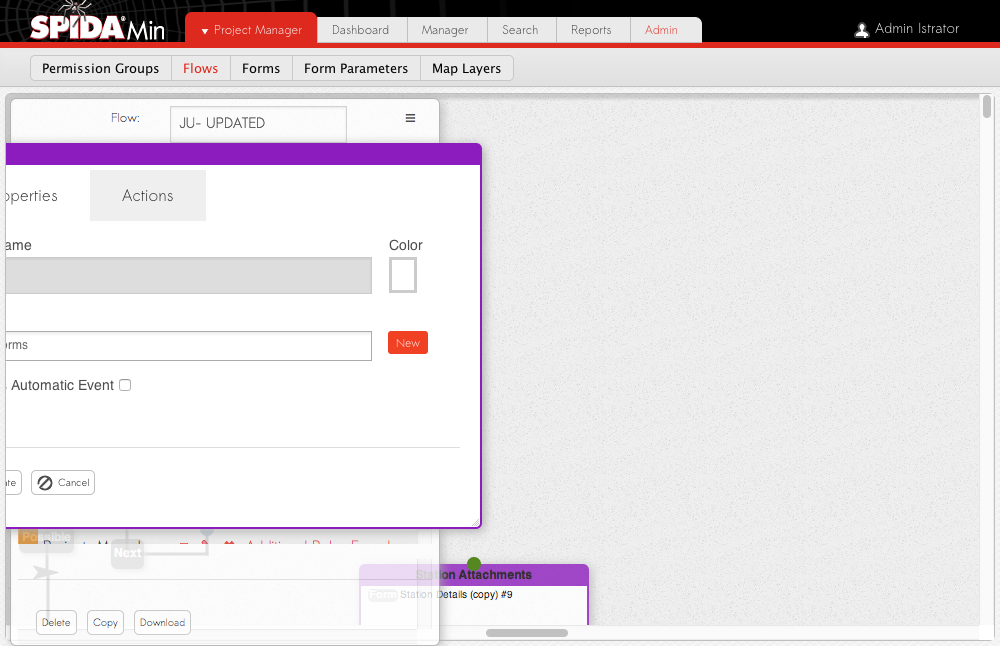 SPIDA® Min
Project Manager
Dashboard
Manager
Search
Reports
Admin
Admin Istrator
Permission Groups
Flows
Forms
Form Parameters
Map Layers
Flow:
JU- UPDATED
operties
Actions
ame
Color
orms
New
Automatic Event
ate
Cancel
Possible
Next
Station Attachments
Form Station Details (copy) #9
Delete
Copy
Download